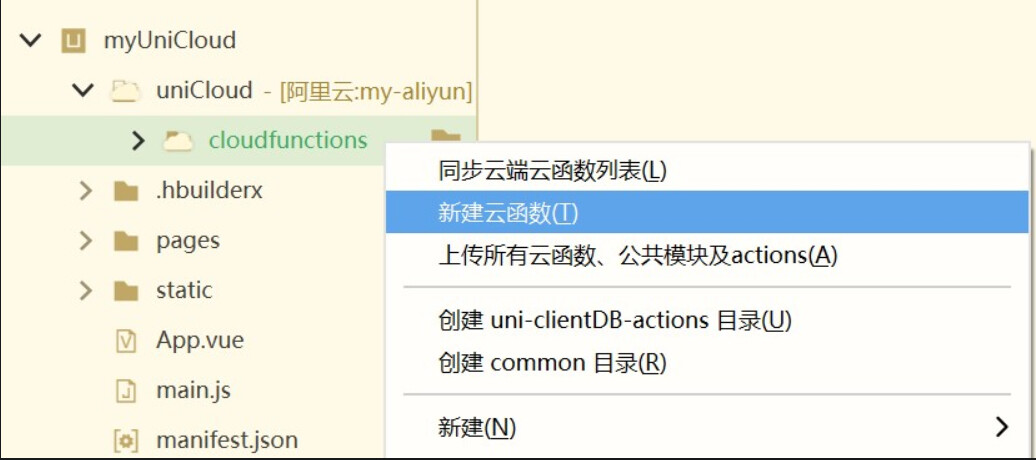 myUniCloud
uniCloud - [阿里云:my-aliyun]
cloudfunctions
.hbuilderx
pages
static
App.vue
main.js
manifest.json
同步云端云函数列表(L)
新建云函数(T)
上传所有云函数、公共模块及actions(A)
创建 uni-clientDB-actions 目录(U)
创建 common 目录(R)
新建(N)